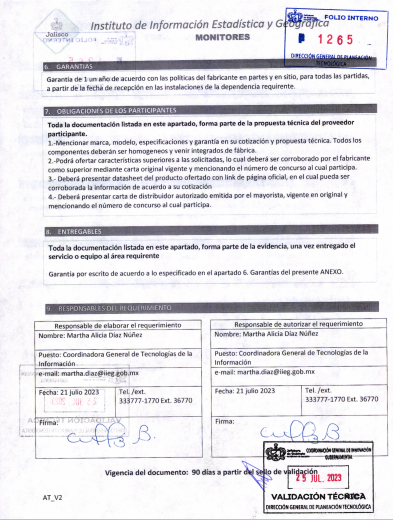 Jalisco
Instituto de Información Estadística y Geográfica
MONITORES
FOLIO INTERNO
1265
DIRECCIÓN GENERAL DE PLANEACIÓN
TECNOLÓGICA
6. GARANTIAS
Garantía de 1 un año de acuerdo con las políticas del fabricante en partes y en sitio, para todas las partidas,
a partir de la fecha de recepción en las instalaciones de la dependencia requirente.
7. OBLIGACIONES DE LOS PARTICIPANTES
Toda la documentación listada en este apartado, forma parte de la propuesta técnica del proveedor
participante.
1.-Mencionar marca, modelo, especificaciones y garantía en su cotización y propuesta técnica. Todos los
componentes deberán ser homogeneos y venir integrados de fábrica.
2.-Podrá ofertar características superiores a las solicitadas, lo cual deberá ser corroborado por el fabricante
como superior mediante carta original vigente y mencionando el número de concurso al cual participa.
3.- Deberá presentar datasheet del producto ofertado con link de página oficial, en el cual pueda ser
corroborada la información de acuerdo a su cotización
4.- Deberá presentar carta de distribuidor autorizado emitida por el mayorista, vigente en original y
mencionando el número de concurso al cual participa.
8. ENTREGABLES
Toda la documentación listada en este apartado, forma parte de la evidencia, una vez entregado el
servicio o equipo al área requirente
Garantía por escrito de acuerdo a lo especificado en el apartado 6. Garantías del presente ANEXO.
9. RESPONSABLES DEL REQUERIMIENTO
Responsable de elaborar el requerimiento
Nombre: Martha Alicia Díaz Núñez
Puesto: Coordinadora General de Tecnologías de la
Información
e-mail: martha.diaz@iieg.gob.mx
Fecha: 21 julio 2023
Tel. /ext.
333777-1770 Ext. 36770
Firma:
Responsable de autorizar el requerimiento
Nombre: Martha Alicia Díaz Núñez
Puesto: Coordinadora General de Tecnologías de la
Información
e-mail: martha.diaz@iieg.gob.mx
Fecha: 21 julio 2023
Tel. /ext.
333777-1770 Ext. 36770
Firma:
Vigencia del documento: 90 días a partir del sello de validación
COORDINACIÓN GENERAL DE INNOVACIÓN
GUBERNAMENTAL
25 JUL. 2023
VALIDACIÓN TÉCNICA
DIRECCIÓN GENERAL DE PLANEACIÓN TECNOLÓGICA
AT_V2